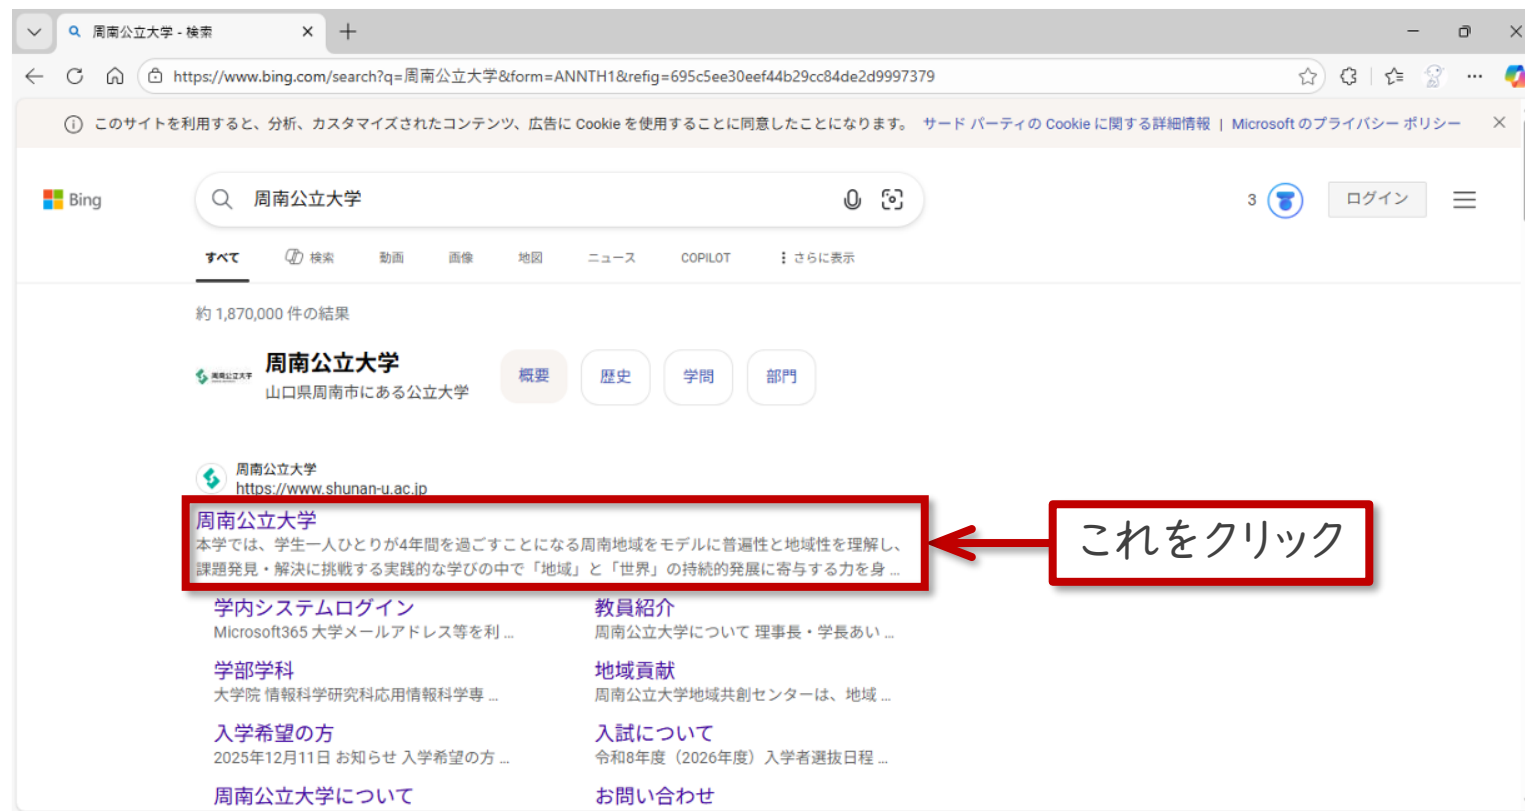 周南公立大学 - 検索
https://www.bing.com/search?q=周南公立大学&form=ANNTH1&refig=695c5ee30eef44b29cc84de2d9997379
このサイトを利用すると、分析、カスタマイズされたコンテンツ、広告に Cookie を使用することに同意したことになります。 サード パーティの Cookie に関する詳細情報 | Microsoft のプライバシー ポリシー
Bing
周南公立大学
3
ログイン
すべて 検索 動画 画像 地図 ニュース COPILOT さらに表示
約 1,870,000 件の結果
周南公立大学
周南公立大学
山口県周南市にある公立大学
概要 歴史 学問 部門
周南公立大学
https://www.shunan-u.ac.jp
周南公立大学
本学では、学生一人ひとりが4年間を過ごすことになる周南地域をモデルに普遍性と地域性を理解し、
課題発見・解決に挑戦する実践的な学びの中で「地域」と「世界」の持続的発展に寄与する力を身 ...
これをクリック
学内システムログイン
Microsoft365 大学メールアドレス等を利 ...
教員紹介
周南公立大学について 理事長・学長あい ...
学部学科
大学院 情報科学研究科応用情報科学専 ...
地域貢献
周南公立大学地域共創センターは、地域 ...
入学希望の方
2025年12月11日 お知らせ 入学希望の方 ...
入試について
令和8年度（2026年度）入学者選抜日程 ...
周南公立大学について
お問い合わせ